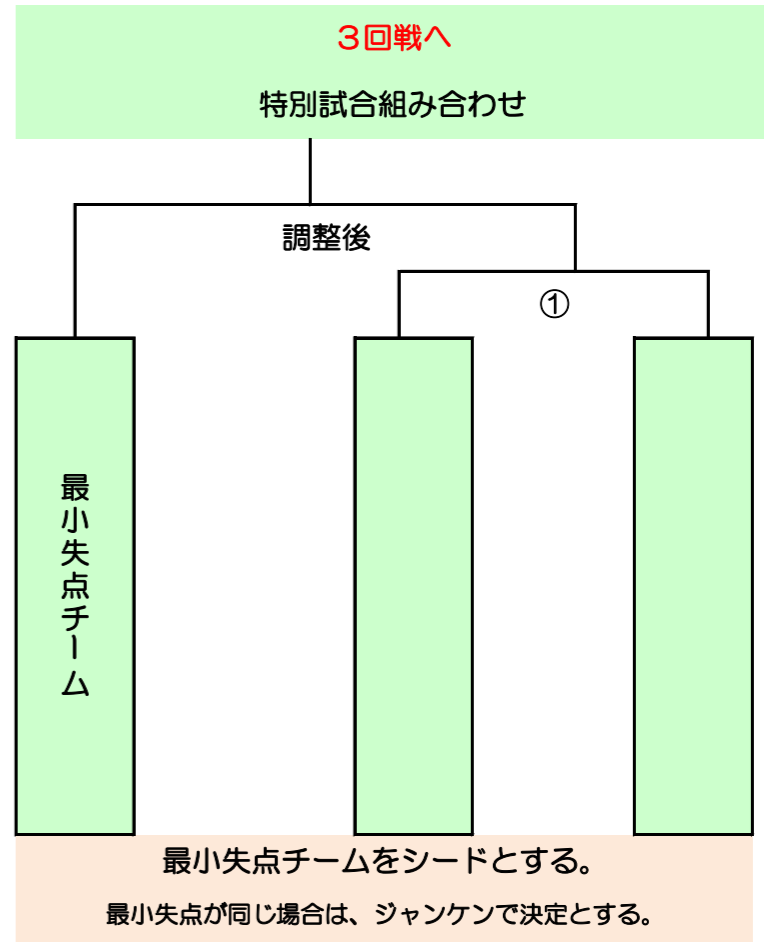 ３回戦へ
特別試合組み合わせ
調整後
①
最小失点チーム
最小失点チームをシードとする。
最小失点が同じ場合は、ジャンケンで決定とする。